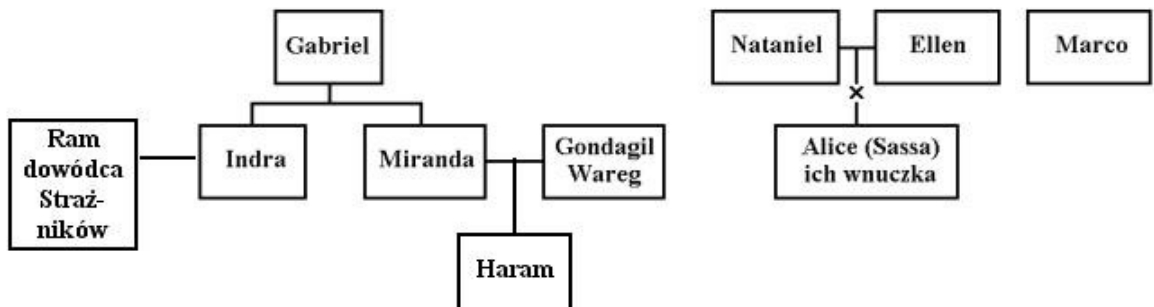 Gabriel
Nataniel
Ellen
Marco
Ram
dowódca
Straż-
ników
Indra
Miranda
Gondagil
Wareg
Alice (Sassa)
ich wnuczka
Haram